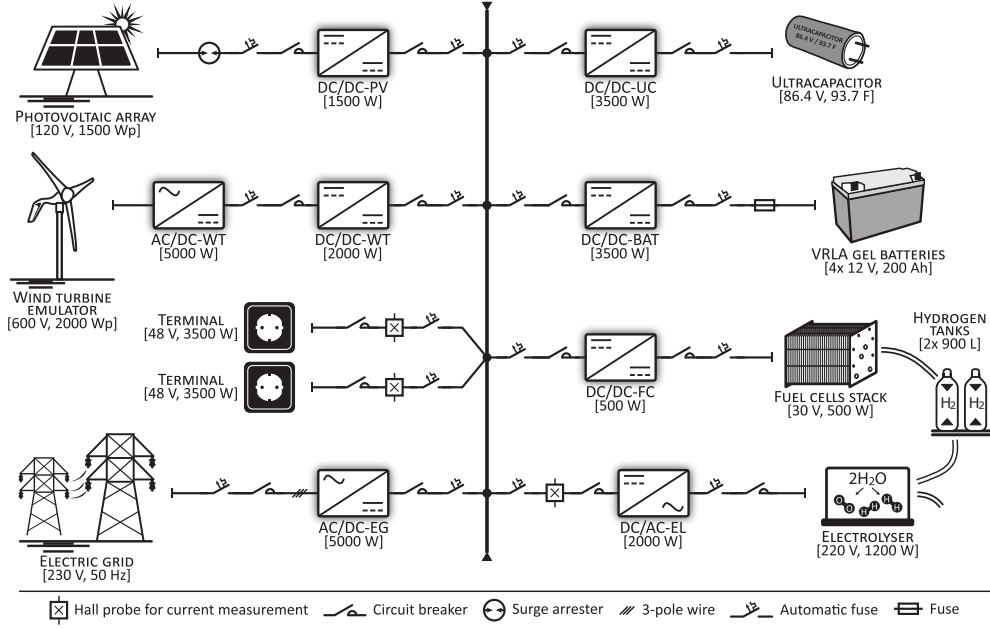 DC/DC-PV
[1500 W]
DC/DC-UC
[3500 W]
ULTRACAPACITOR
86.4 V / 93.7 F
ULTRACAPACITOR
[86.4 V, 93.7 F]
PHOTOVOLTAIC ARRAY
[120 V, 1500 Wp]
AC/DC-WT
[5000 W]
DC/DC-WT
[2000 W]
DC/DC-BAT
[3500 W]
VRLA GEL BATTERIES
[4x 12 V, 200 Ah]
WIND TURBINE
EMULATOR
[600 V, 2000 Wp]
TERMINAL
[48 V, 3500 W]
TERMINAL
[48 V, 3500 W]
DC/DC-FC
[500 W]
FUEL CELLS STACK
[30 V, 500 W]
HYDROGEN
TANKS
[2x 900 L]
H2
H2
ELECTRIC GRID
[230 V, 50 Hz]
AC/DC-EG
[5000 W]
DC/AC-EL
[2000 W]
2H2O
O
O
H
H
H
H
ELECTROLYSER
[220 V, 1200 W]
Hall probe for current measurement
Circuit breaker
Surge arrester
3-pole wire
Automatic fuse
Fuse